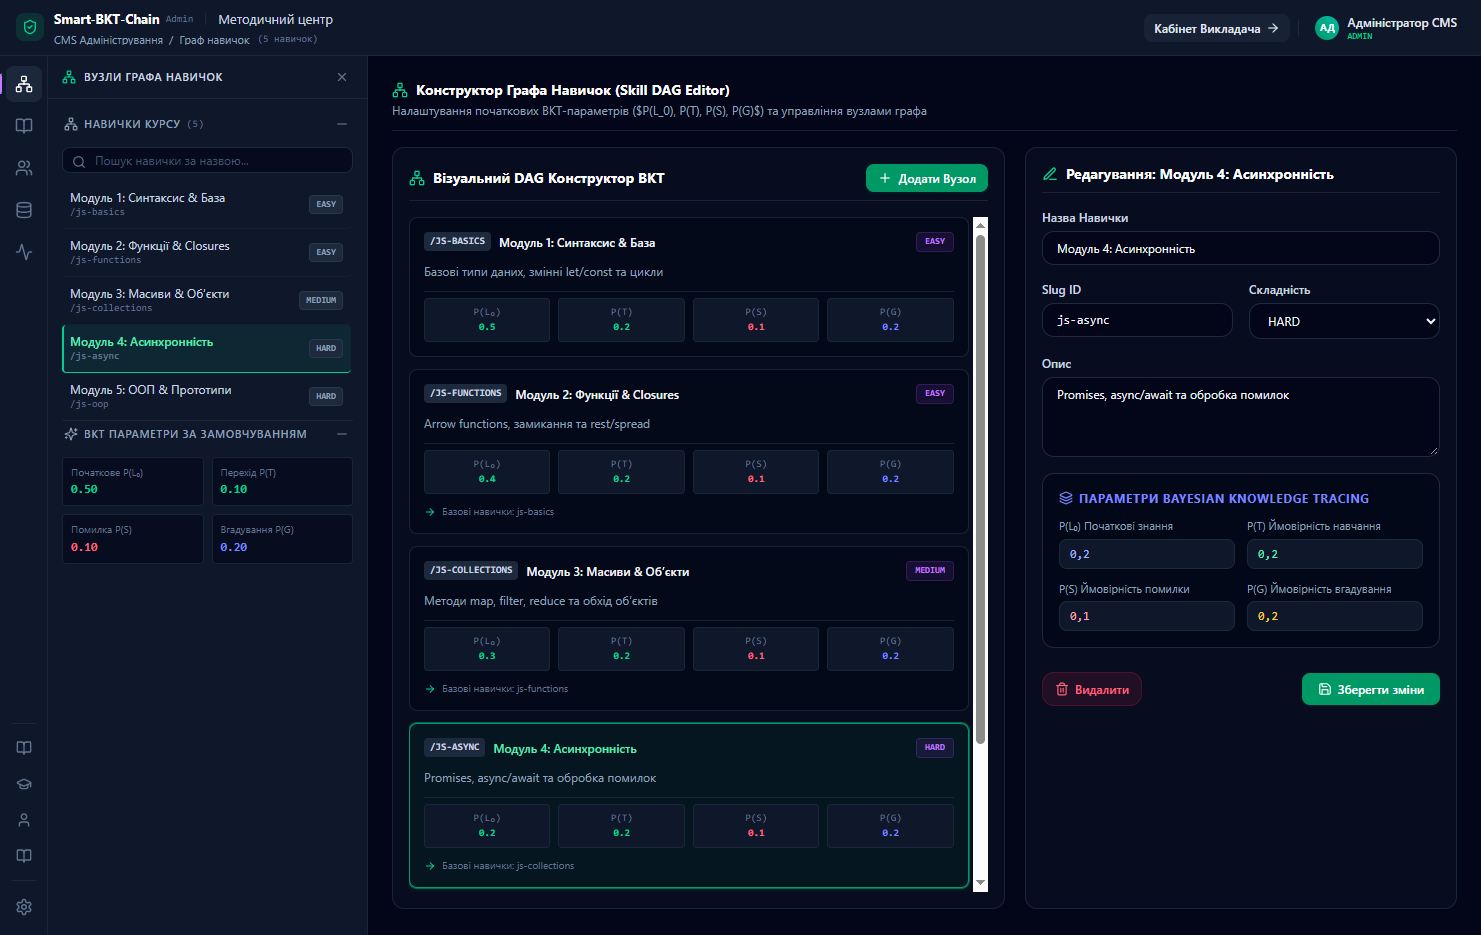 Smart-BKT-Chain Admin Методичний центр
CMS Адміністрування / Граф навичок (5 навичок)
Кабінет Викладача →
АД
Адміністратор CMS
ADMIN
ВУЗЛИ ГРАФА НАВИЧОК
НАВИЧКИ КУРСУ (5)
Пошук навички за назвою...
Модуль 1: Синтаксис & База
/js-basics
EASY
Модуль 2: Функції & Closures
/js-functions
EASY
Модуль 3: Масиви & Об'єкти
/js-collections
MEDIUM
Модуль 4: Асинхронність
/js-async
HARD
Модуль 5: ООП & Прототипи
/js-oop
HARD
ВКТ ПАРАМЕТРИ ЗА ЗАМОВЧУВАННЯМ
Початкове P(L₀)
0.50
Перехід P(T)
0.10
Помилка P(S)
0.10
Вгадування P(G)
0.20
Конструктор Графа Навичок (Skill DAG Editor)
Налаштування початкових BKT-параметрів ($P(L_0), P(T), P(S), P(G)$) та управління вузлами графа
Візуальний DAG Конструктор BKT
+ Додати Вузол
/JS-BASICS Модуль 1: Синтаксис & База EASY
Базові типи даних, змінні let/const та цикли
P(L₀) P(T) P(S) P(G)
0.5 0.2 0.1 0.2
/JS-FUNCTIONS Модуль 2: Функції & Closures EASY
Arrow functions, замикання та rest/spread
P(L₀) P(T) P(S) P(G)
0.4 0.2 0.1 0.2
→ Базові навички: js-basics
/JS-COLLECTIONS Модуль 3: Масиви & Об'єкти MEDIUM
Методи map, filter, reduce та обхід об'єктів
P(L₀) P(T) P(S) P(G)
0.3 0.2 0.1 0.2
→ Базові навички: js-functions
/JS-ASYNC Модуль 4: Асинхронність HARD
Promises, async/await та обробка помилок
P(L₀) P(T) P(S) P(G)
0.2 0.2 0.1 0.2
→ Базові навички: js-collections
Редагування: Модуль 4: Асинхронність
Назва Навички
Модуль 4: Асинхронність
Slug ID Складність
js-async HARD
Опис
Promises, async/await та обробка помилок
ПАРАМЕТРИ BAYESIAN KNOWLEDGE TRACING
P(L₀) Початкові знання P(T) Ймовірність навчання
0,2 0,2
P(S) Ймовірність помилки P(G) Ймовірність вгадування
0,1 0,2
Видалити
Зберегти зміни